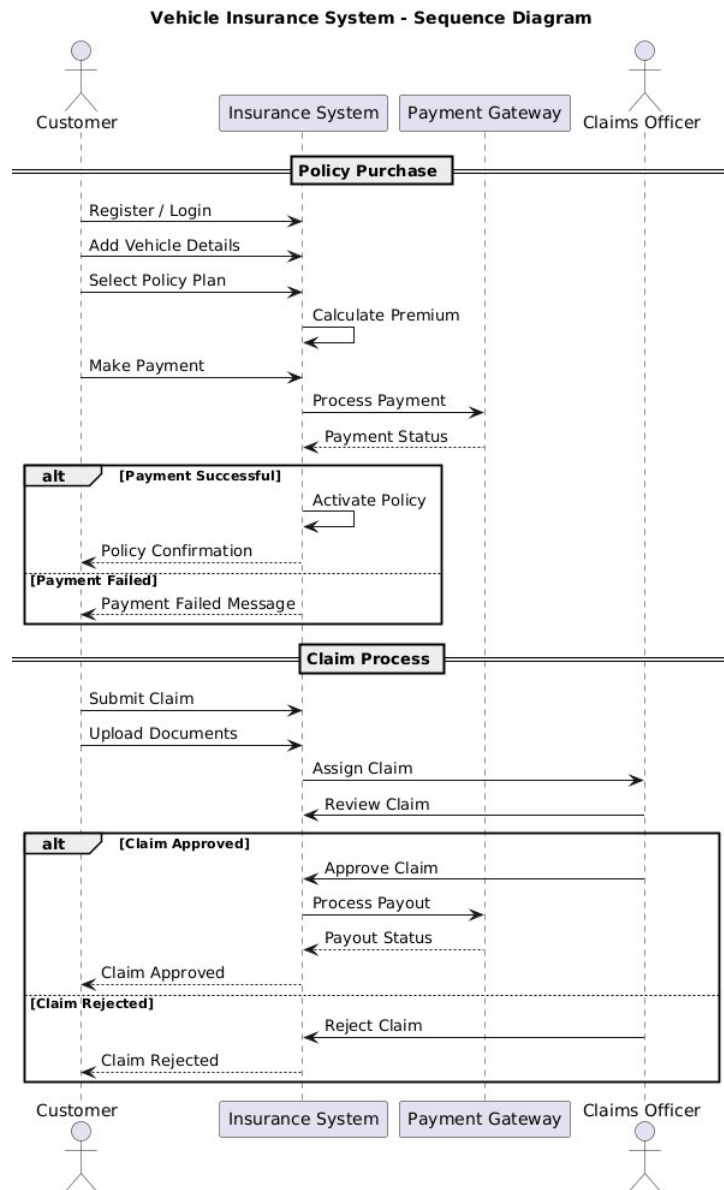 Vehicle Insurance System - Sequence Diagram
Customer
Insurance System
Payment Gateway
Claims Officer
Policy Purchase
Register / Login
Add Vehicle Details
Select Policy Plan
Calculate Premium
Make Payment
Process Payment
Payment Status
alt [Payment Successful]
Activate Policy
Policy Confirmation
[Payment Failed]
Payment Failed Message
Claim Process
Submit Claim
Upload Documents
Assign Claim
Review Claim
alt [Claim Approved]
Approve Claim
Process Payout
Payout Status
Claim Approved
[Claim Rejected]
Reject Claim
Claim Rejected
Customer
Insurance System
Payment Gateway
Claims Officer